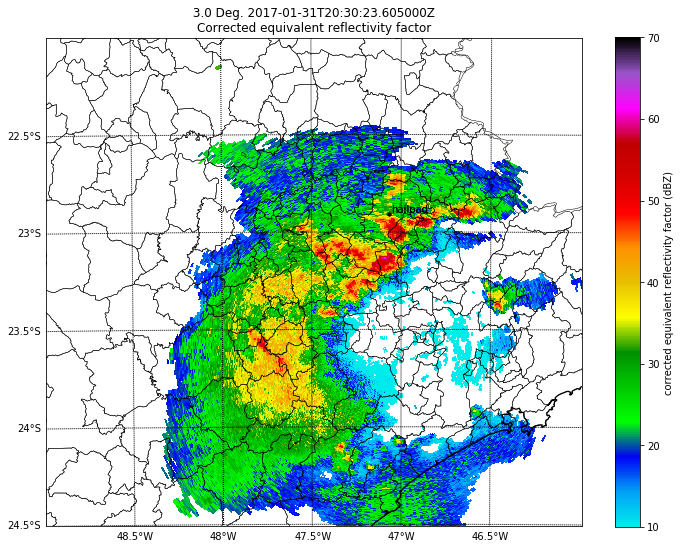 3.0 Deg. 2017-01-31T20:30:23.605000Z
Corrected equivalent reflectivity factor
22.5°S
23°S
23.5°S
24°S
24.5°S
48.5°W
48°W
47.5°W
47°W
46.5°W
hailpad
70
60
50
40
30
20
10
corrected equivalent reflectivity factor (dBZ)